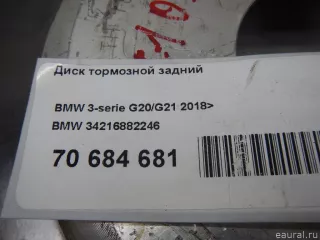 Диск тормозной задний
BMW 3-serie G20/G21 2018>
BMW 34216882246
70 684 681
eaural.ru